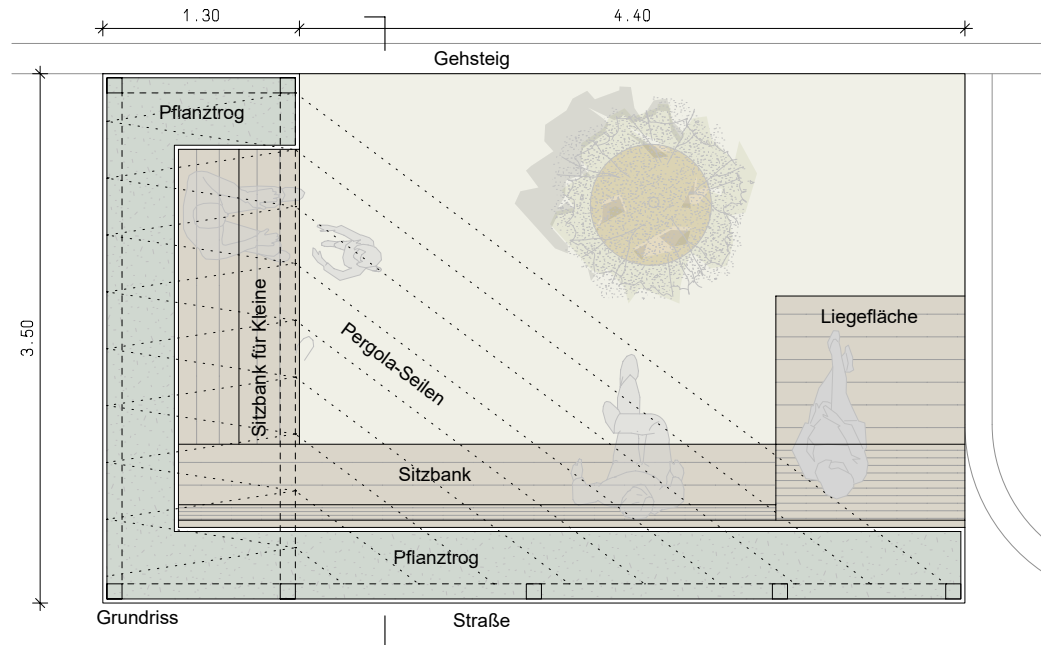 1.30
4.40
Gehsteig
Pflanztrog
3.50
Sitzbank für Kleine
Pergola-Seilen
Liegefläche
Sitzbank
Pflanztrog
Grundriss
Straße